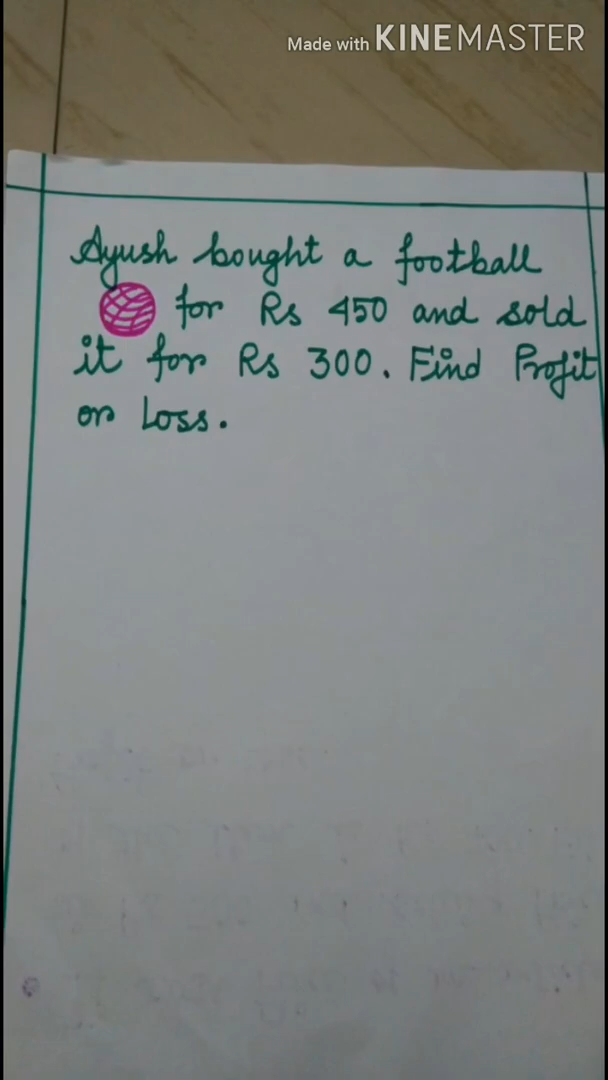 Made with KINEMASTER
Ayush bought a football
for Rs 450 and sold
it for Rs 300. Find Profit
or Loss.